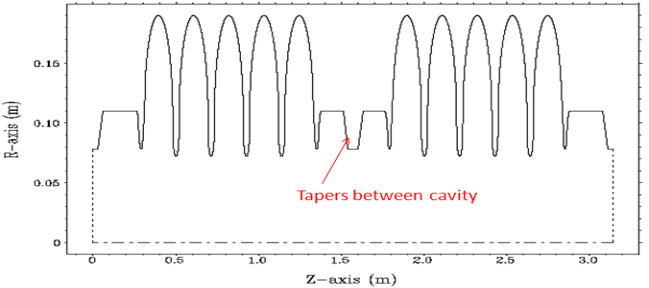 R-axis (m)
0.15
0.10
0.05
0
Tapers between cavity
0 0.5 1.0 1.5 2.0 2.5 3.0
Z-axis (m)